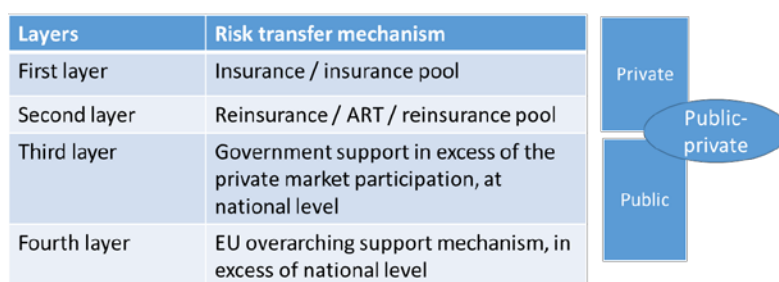 Layers Risk transfer mechanism
First layer Insurance / insurance pool
Second layer Reinsurance / ART / reinsurance pool
Third layer Government support in excess of the
private market participation, at
national level
Fourth layer EU overarching support mechanism, in
excess of national level
Private
Public-
private
Public